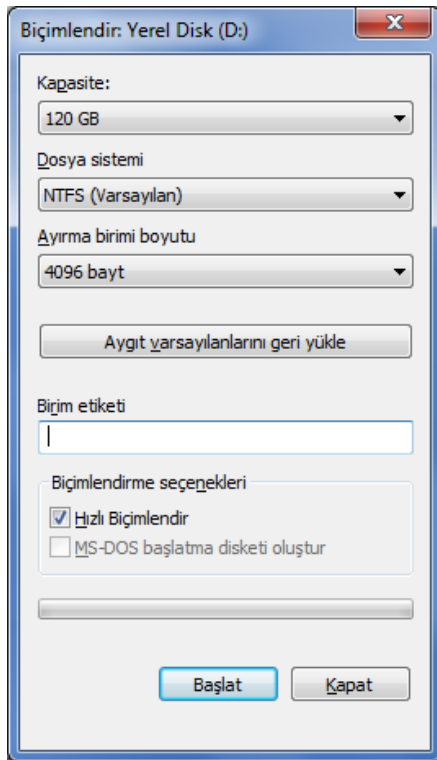 Biçimlendir: Yerel Disk (D:)
Kapasite:
120 GB
Dosya sistemi
NTFS (Varsayılan)
Ayırma birimi boyutu
4096 bayt
Aygıt varsayılanlarını geri yükle
Birim etiketi
Biçimlendirme seçenekleri
Hızlı Biçimlendir
MS-DOS başlatma disketi oluştur
Başlat Kapat